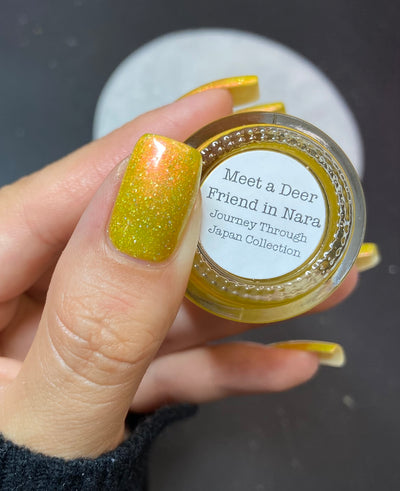 Meet a Deer
Friend in Nara
Journey Through
Japan Collection